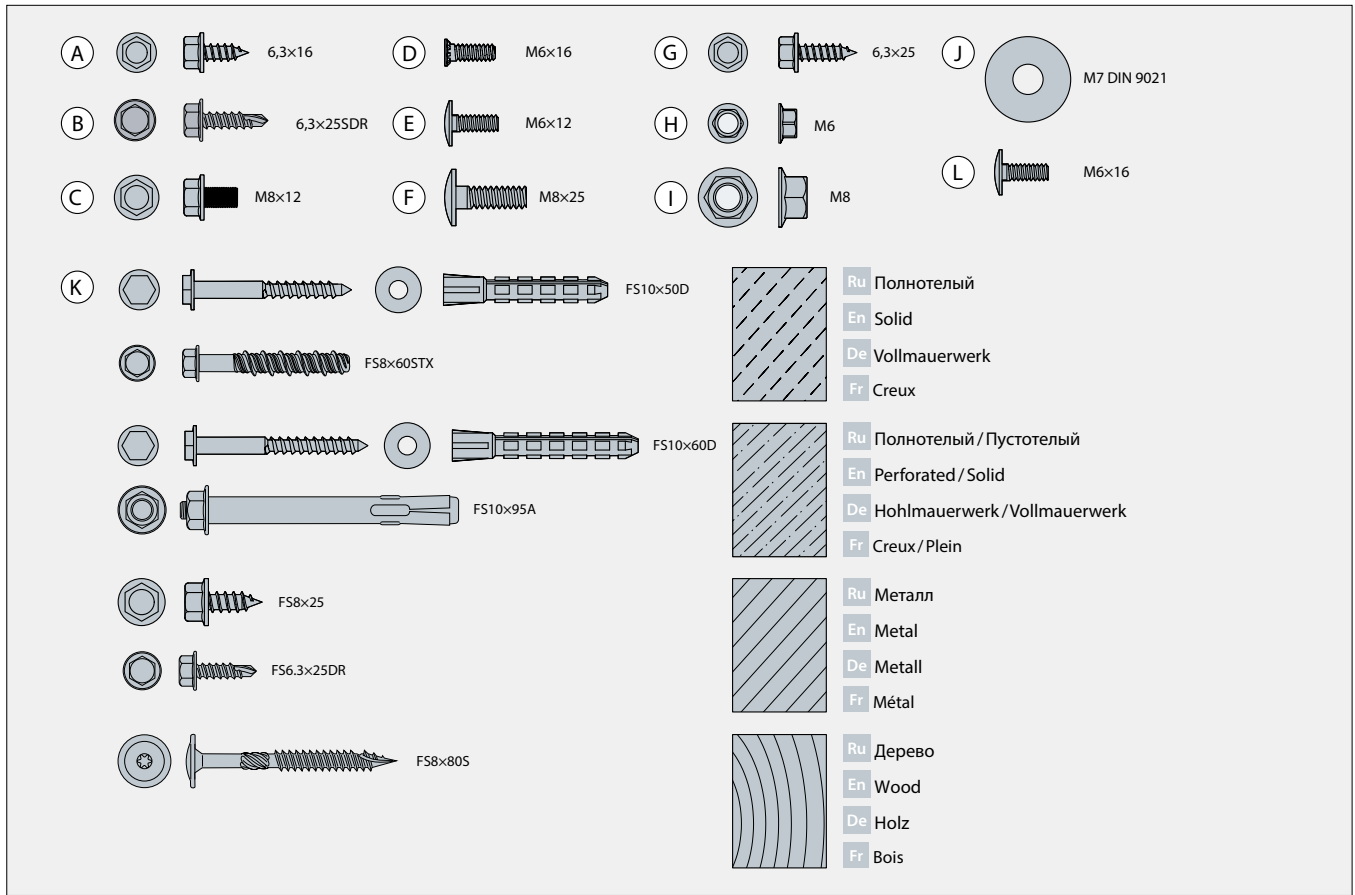 A 6,3×16
B 6,3×25SDR
C M8×12
D M6×16
E M6×12
F M8×25
G 6,3×25
H M6
I M8
J M7 DIN 9021
L M6×16
K FS10×50D
FS8×60STX
FS10×60D
FS10×95A
FS8×25
FS6.3×25DR
FS8×80S
Ru Полнотелый
En Solid
De Vollmauerwerk
Fr Creux
Ru Полнотелый / Пустотелый
En Perforated / Solid
De Hohlmauerwerk / Vollmauerwerk
Fr Creux / Plein
Ru Металл
En Metal
De Metall
Fr Métal
Ru Дерево
En Wood
De Holz
Fr Bois